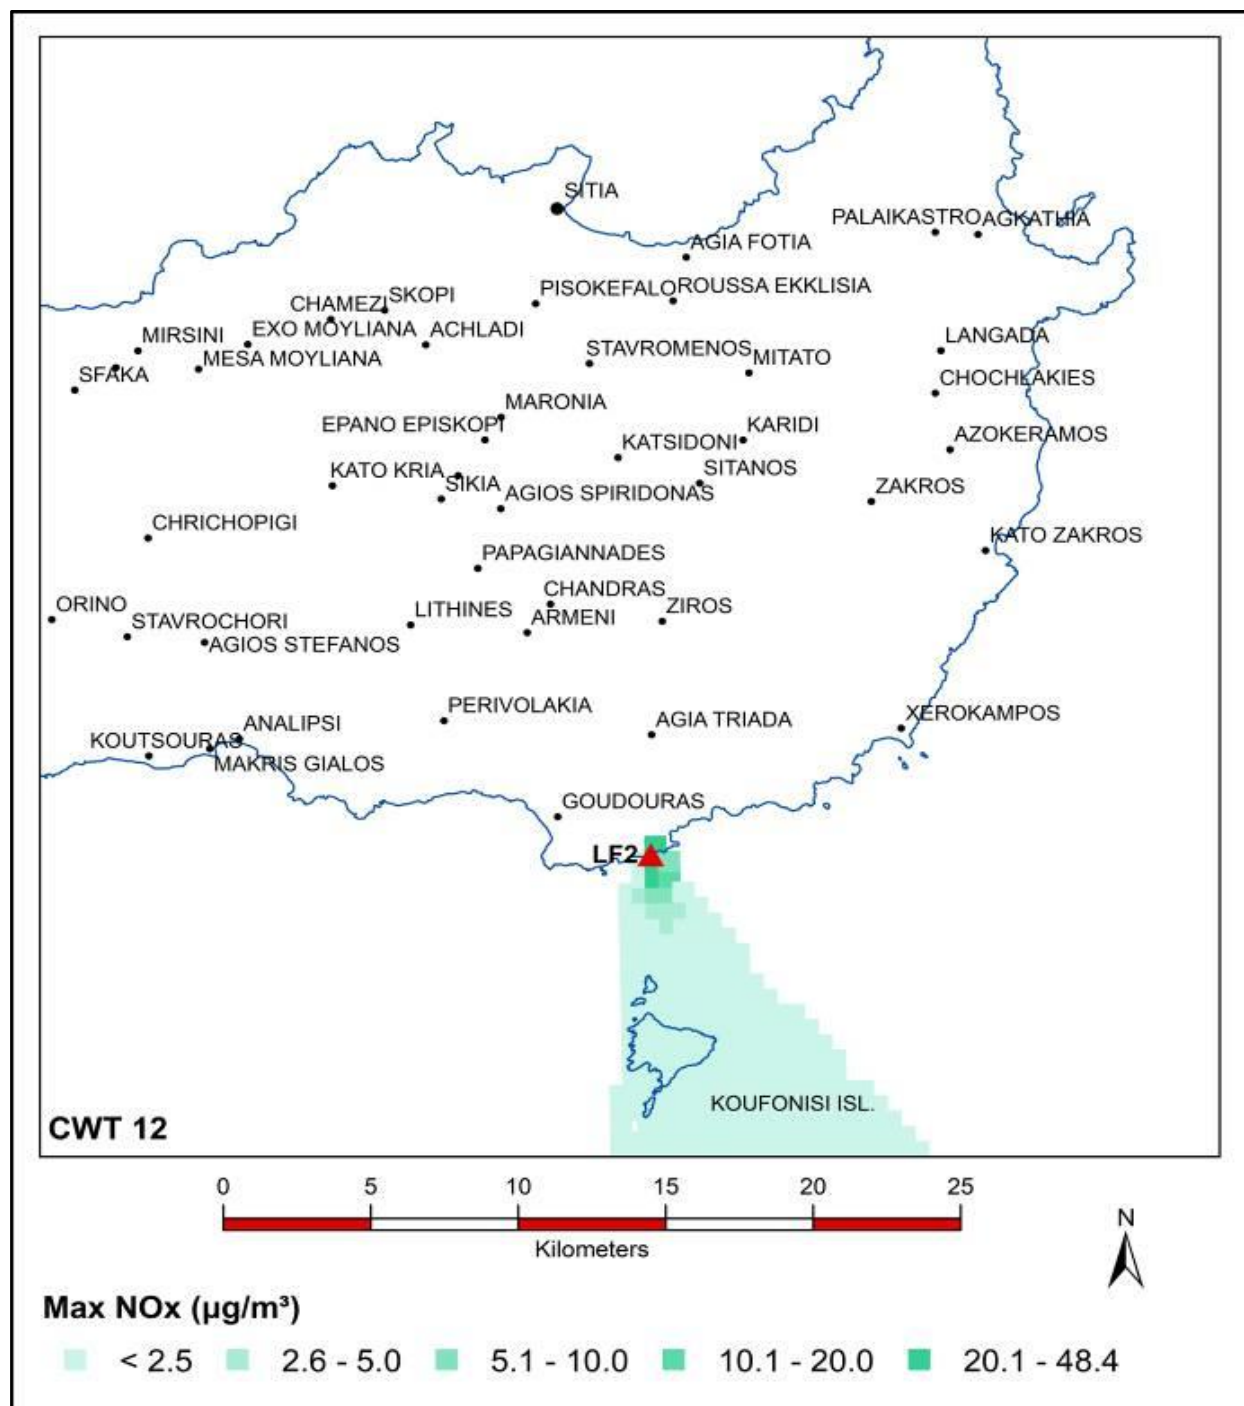 SITIA
PALAIKASTRO
AGKATHIA
AGIA FOTIA
PISOKEFALO
ROUSSA EKKLISIA
SKOPI
CHAMEZI
EXO MOYLIANA
ACHLADI
MIRSINI
MESA MOYLIANA
SFAKA
STAVROMENOS
MITATO
LANGADA
CHOCHLAKIES
MARONIA
EPANO EPISKOPI
KATSIDONI
KARIDI
AZOKERAMOS
KATO KRIA
SIKIA
SITANOS
AGIOS SPIRIDONAS
ZAKROS
CHRICHOPIGI
KATO ZAKROS
PAPAGIANNADES
CHANDRAS
ORINO
STAVROCHORI
LITHINES
ARMENI
ZIROS
AGIOS STEFANOS
PERIVOLAKIA
AGIA TRIADA
XEROKAMPOS
ANALIPSI
KOUTSOURAS
MAKRIS GIALOS
GOUDOURAS
LF2
KOUFONISI ISL.
CWT 12
0 5 10 15 20 25
Kilometers
N
Max NOx (µg/m³)
< 2.5 2.6 - 5.0 5.1 - 10.0 10.1 - 20.0 20.1 - 48.4